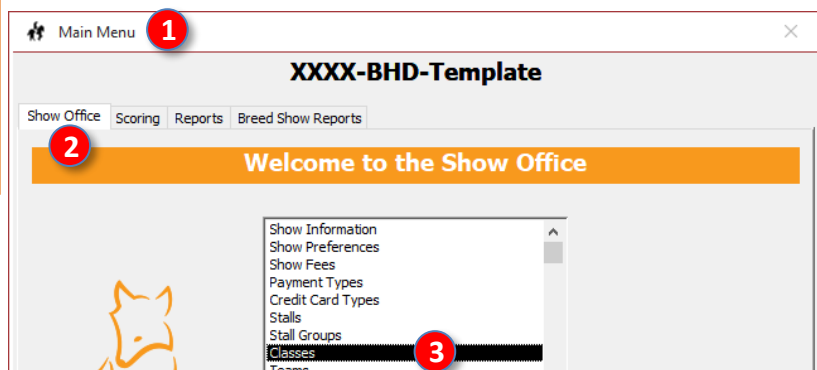 Main Menu 1
XXXX-BHD-Template
Show Office Scoring Reports Breed Show Reports
2
Welcome to the Show Office
Show Information
Show Preferences
Show Fees
Payment Types
Credit Card Types
Stalls
Stall Groups
Classes 3
Teams